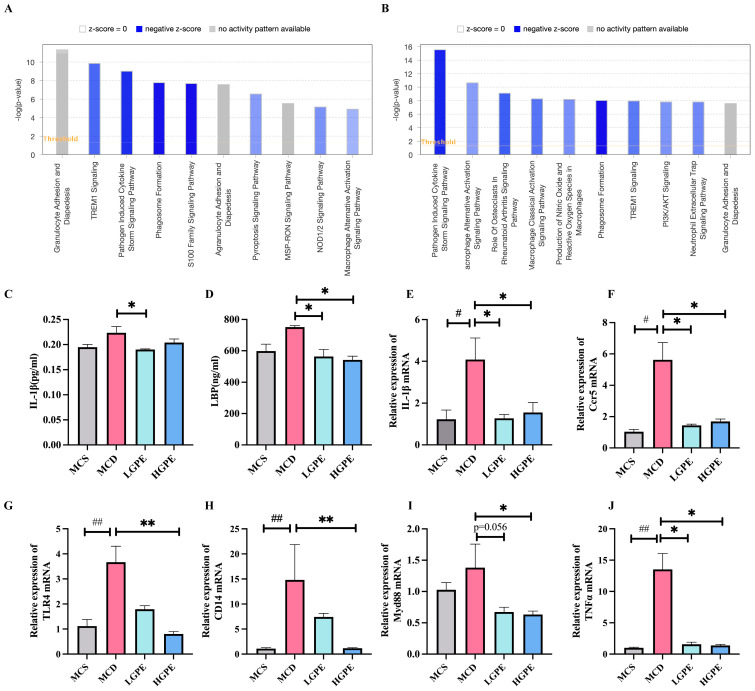 A
z-score = 0 negative z-score no activity pattern available
-log(p-value)
10
8
6
4
2
0
Threshold
Granulocyte Adhesion and
Diapedesis
TREM1 Signaling
Pathogen Induced Cytokine
Storm Signaling Pathway
Phagosome Formation
S100 Family Signaling Pathway
Agranulocyte Adhesion and
Diapedesis
Pyroptosis Signaling Pathway
MSP-RON Signaling Pathway
NOD1/2 Signaling Pathway
Macrophage Alternative Activation
Signaling Pathway
B
z-score = 0 negative z-score no activity pattern available
-log(p-value)
16
14
12
10
8
6
4
2
0
Threshold
Pathogen Induced Cytokine
Storm Signaling Pathway
acrophage Alternative Activation
Signaling Pathway
Role Of Osteoclasts In
Rheumatoid Arthritis Signaling
Pathway
Macrophage Classical Activation
Signaling Pathway
Production of Nitric Oxide and
Reactive Oxygen Species in
Macrophages
Phagosome Formation
TREM1 Signaling
PI3K/AKT Signaling
Neutrophil Extracellular Trap
Signaling Pathway
Granulocyte Adhesion and
Diapedesis
C
IL-1β(pg/ml)
0.30
0.25
0.20
0.15
0.10
0.05
0.00
*
MCS MCD LGPE HGPE
D
LBP(ng/ml)
1000
800
600
400
200
0
*
*
MCS MCD LGPE HGPE
E
Relative expression of
IL-1β mRNA
6
4
2
0
# * *
MCS MCD LGPE HGPE
F
Relative expression of
Ccr5 mRNA
10
8
6
4
2
0
# * *
MCS MCD LGPE HGPE
G
Relative expression of
TLR4 mRNA
6
5
4
3
2
1
0
## **
MCS MCD LGPE HGPE
H
Relative expression of
CD14 mRNA
30
25
20
15
10
5
0
## **
MCS MCD LGPE HGPE
I
Relative expression of
Myd88 mRNA
2.0
1.5
1.0
0.5
0.0
*
p=0.056
MCS MCD LGPE HGPE
J
Relative expression of
TNFα mRNA
25
20
15
10
5
0
## * *
MCS MCD LGPE HGPE